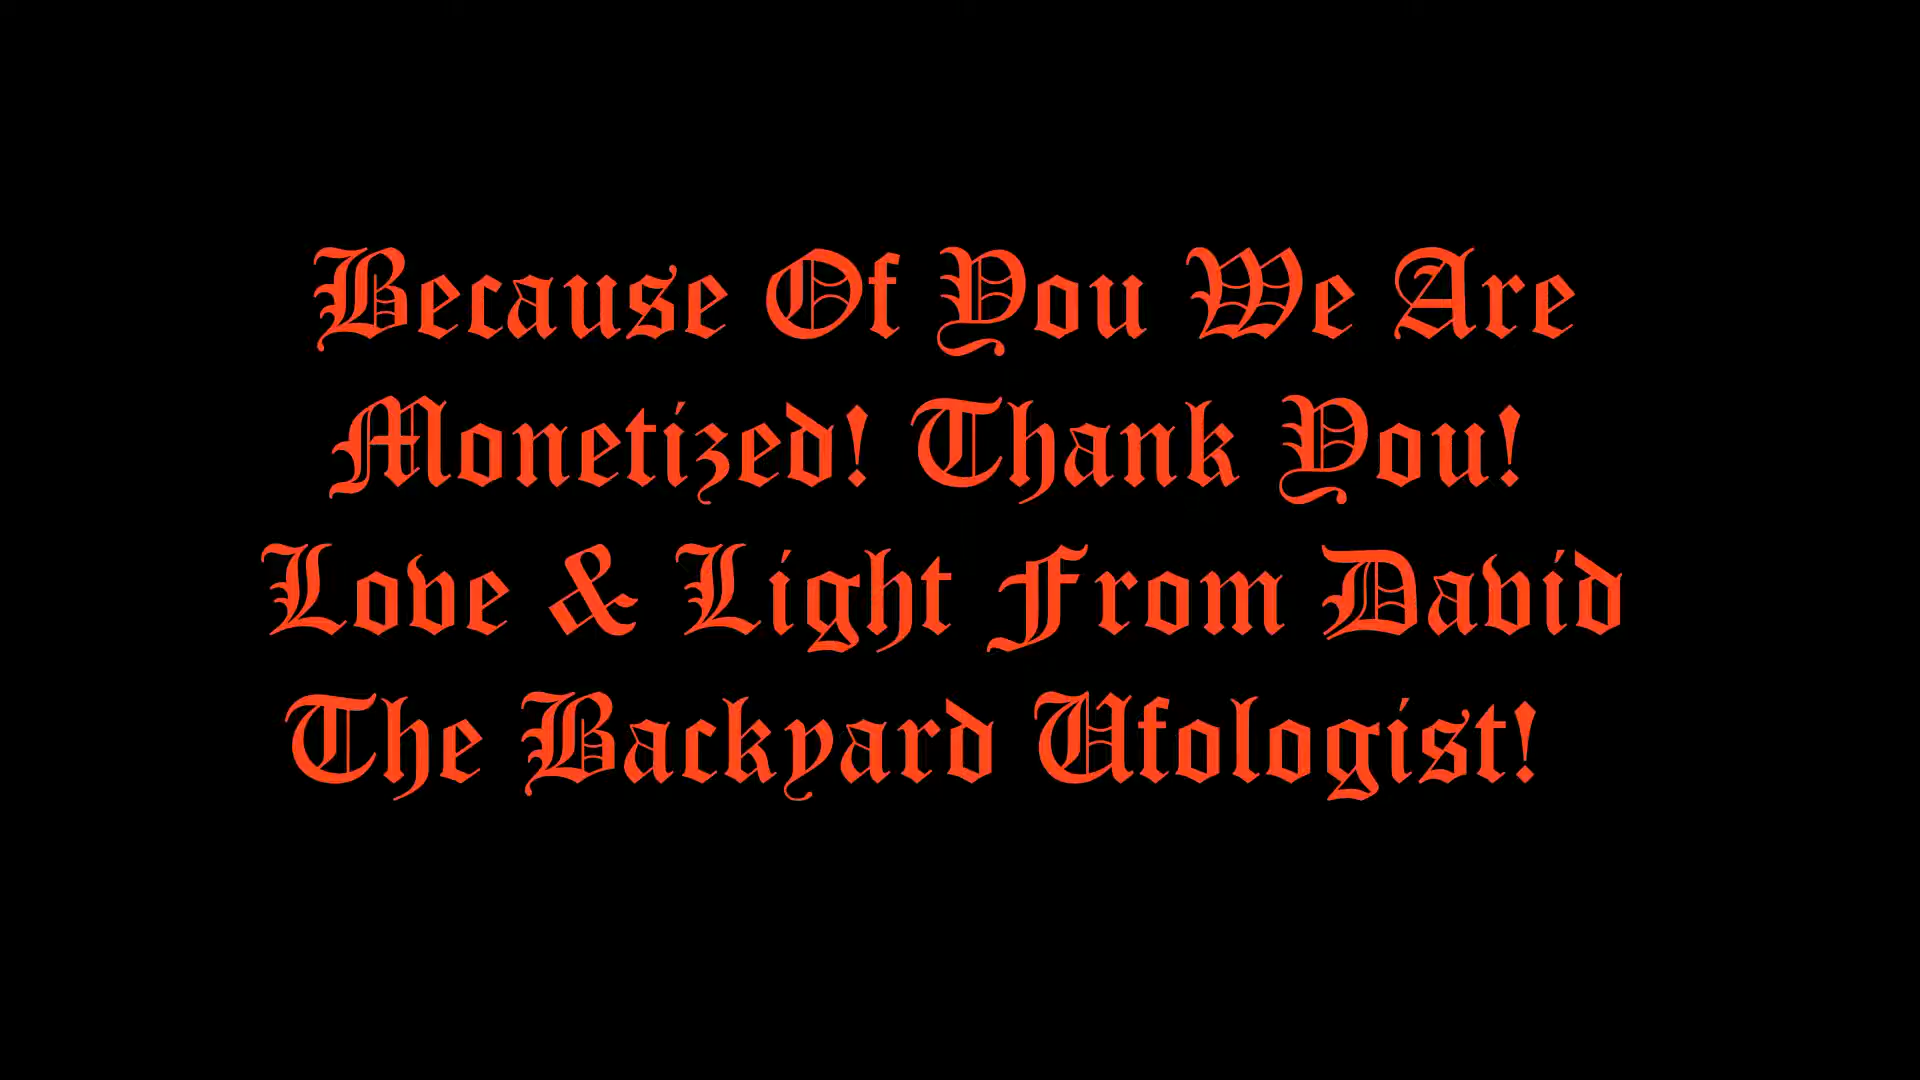 Because Of You We Are
Monetized! Thank You!
Love & Light From David
The Backyard Ufologist!